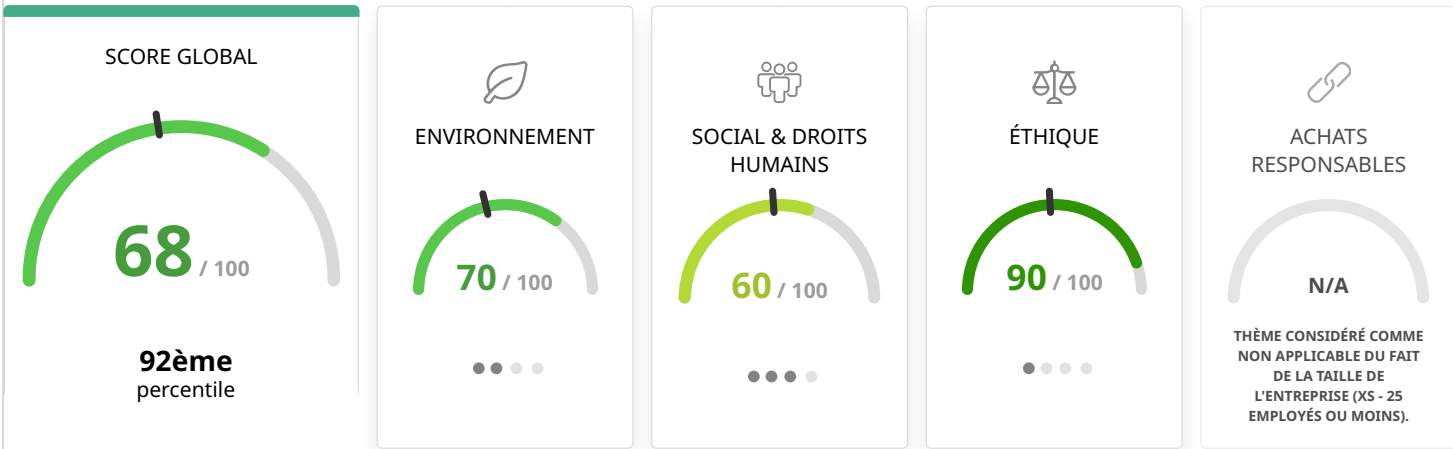 SCORE GLOBAL
68 / 100
92ème
percentile
ENVIRONNEMENT
70 / 100
SOCIAL & DROITS
HUMAINS
60 / 100
ÉTHIQUE
90 / 100
ACHATS
RESPONSABLES
N/A
THÈME CONSIDÉRÉ COMME
NON APPLICABLE DU FAIT
DE LA TAILLE DE
L'ENTREPRISE (XS - 25
EMPLOYÉS OU MOINS).